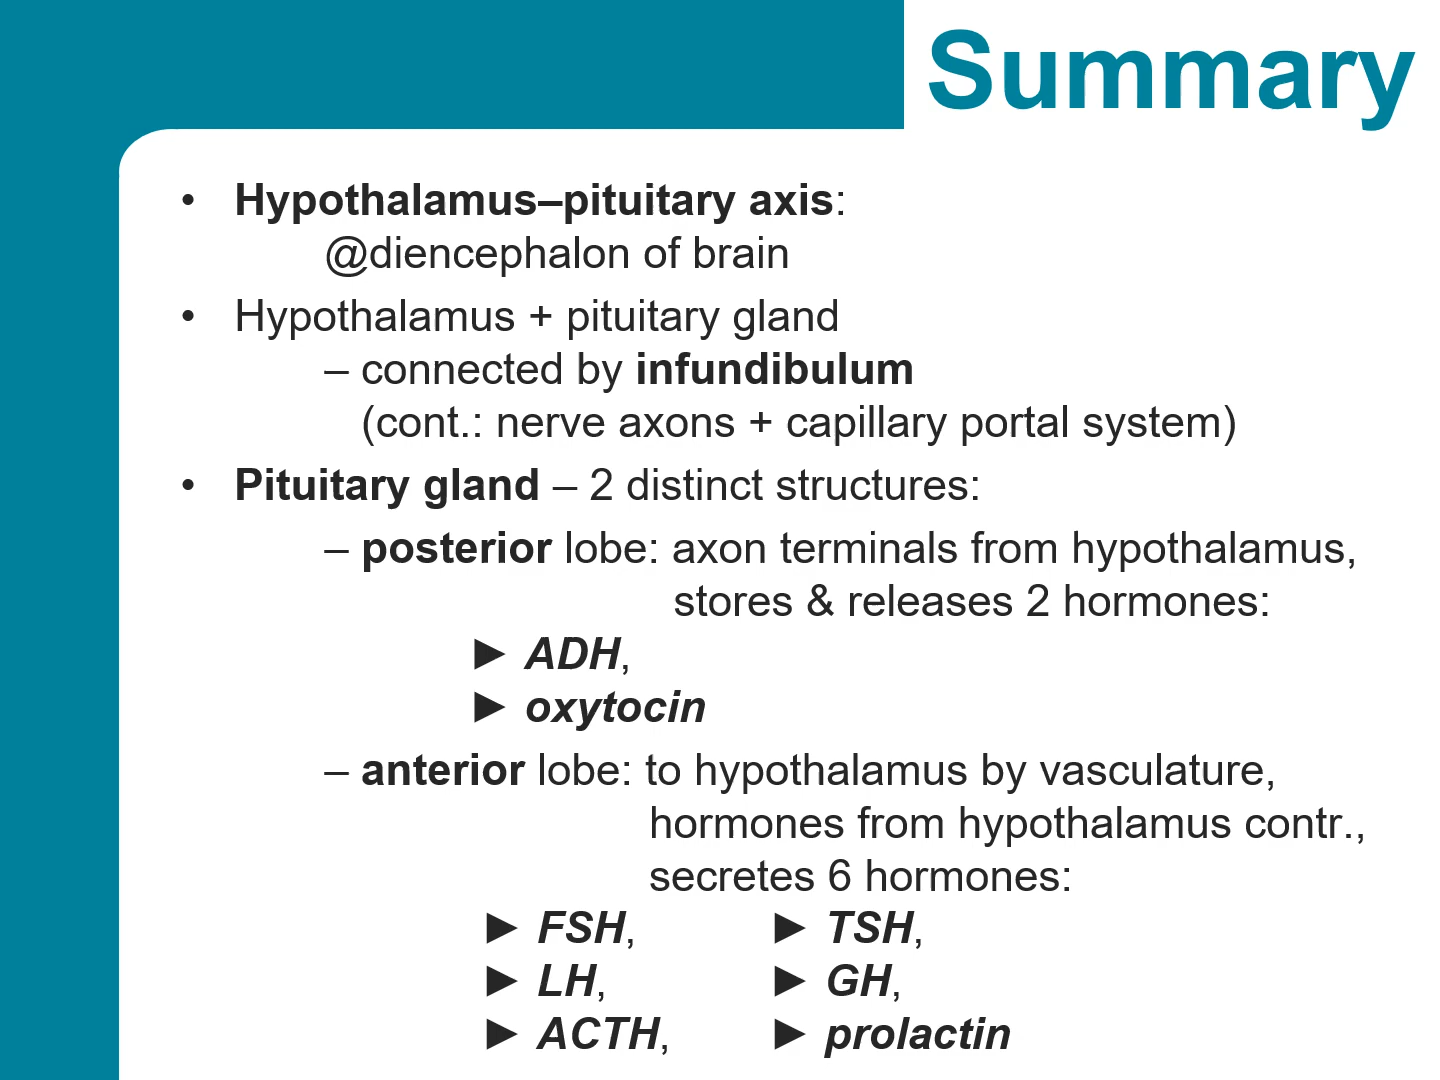 Summary
• Hypothalamus–pituitary axis:
@diencephalon of brain
• Hypothalamus + pituitary gland
– connected by infundibulum
(cont.: nerve axons + capillary portal system)
• Pituitary gland – 2 distinct structures:
– posterior lobe: axon terminals from hypothalamus,
stores & releases 2 hormones:
► ADH,
► oxytocin
– anterior lobe: to hypothalamus by vasculature,
hormones from hypothalamus contr.,
secretes 6 hormones:
► FSH, ► TSH,
► LH, ► GH,
► ACTH, ► prolactin